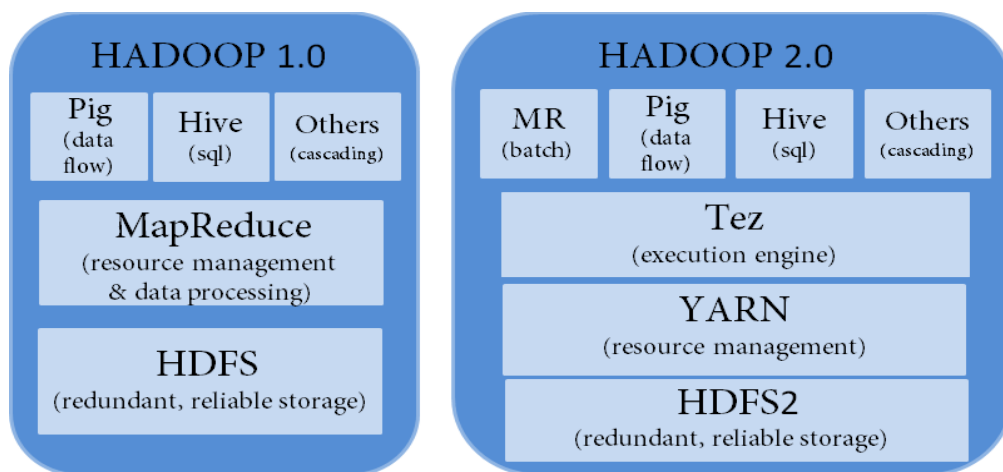 HADOOP 1.0
Pig
(data
flow)
Hive
(sql)
Others
(cascading)
MapReduce
(resource management
& data processing)
HDFS
(redundant, reliable storage)
HADOOP 2.0
MR
(batch)
Pig
(data
flow)
Hive
(sql)
Others
(cascading)
Tez
(execution engine)
YARN
(resource management)
HDFS2
(redundant, reliable storage)